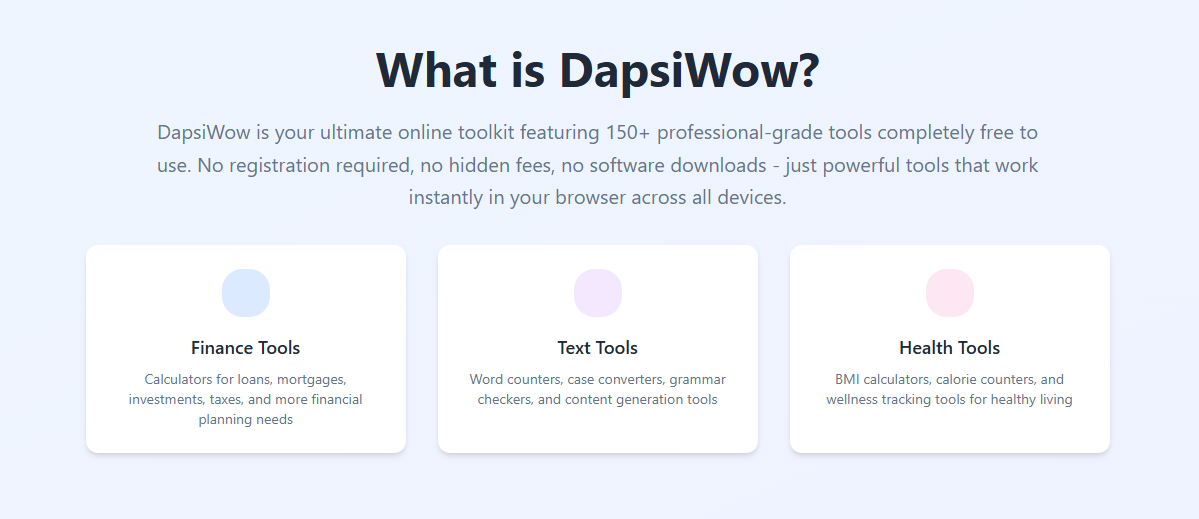 What is DapsiWow?
DapsiWow is your ultimate online toolkit featuring 150+ professional-grade tools completely free to
use. No registration required, no hidden fees, no software downloads - just powerful tools that work
instantly in your browser across all devices.
Finance Tools
Calculators for loans, mortgages,
investments, taxes, and more financial
planning needs
Text Tools
Word counters, case converters, grammar
checkers, and content generation tools
Health Tools
BMI calculators, calorie counters, and
wellness tracking tools for healthy living